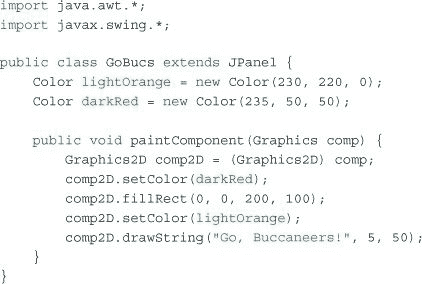 import java.awt.*;
import javax.swing.*;

public class GoBucs extends JPanel {
    Color lightOrange = new Color(230, 220, 0);
    Color darkRed = new Color(235, 50, 50);

    public void paintComponent(Graphics comp) {
        Graphics2D comp2D = (Graphics2D) comp;
        comp2D.setColor(darkRed);
        comp2D.fillRect(0, 0, 200, 100);
        comp2D.setColor(lightOrange);
        comp2D.drawString("Go, Buccaneers!", 5, 50);
    }
}